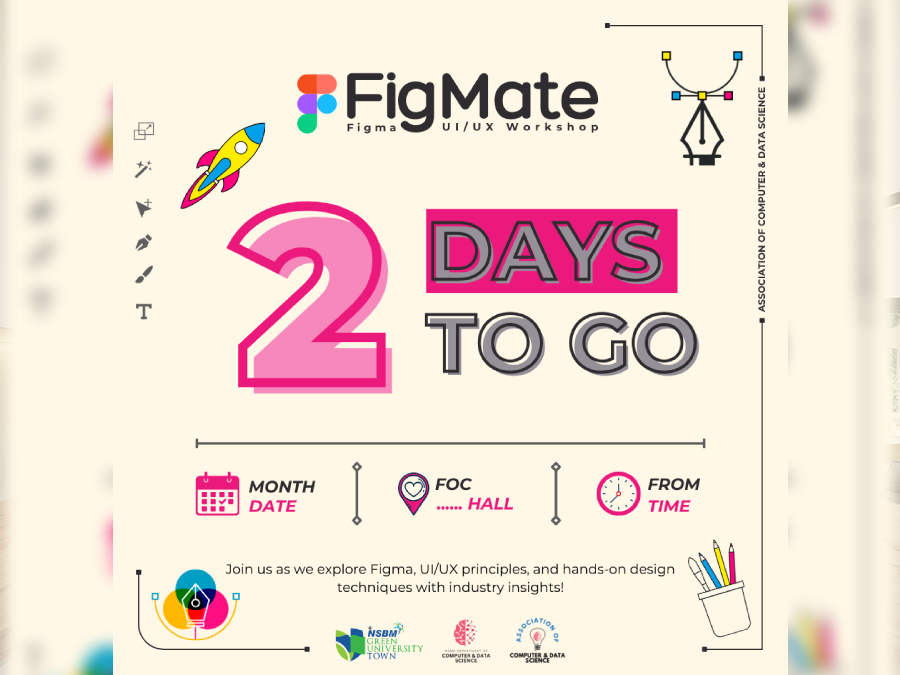 FigMate
Figma UI/UX Workshop
ASSOCIATION OF COMPUTER & DATA SCIENCE
2
DAYS
TO GO
MONTH
DATE
FOC
...... HALL
FROM
TIME
Join us as we explore Figma, UI/UX principles, and hands-on design
techniques with industry insights!
NSBM
GREEN
UNIVERSITY
TOWN
COMPUTER & DATA
SCIENCE
ASSOCIATION OF
COMPUTER & DATA
SCIENCE